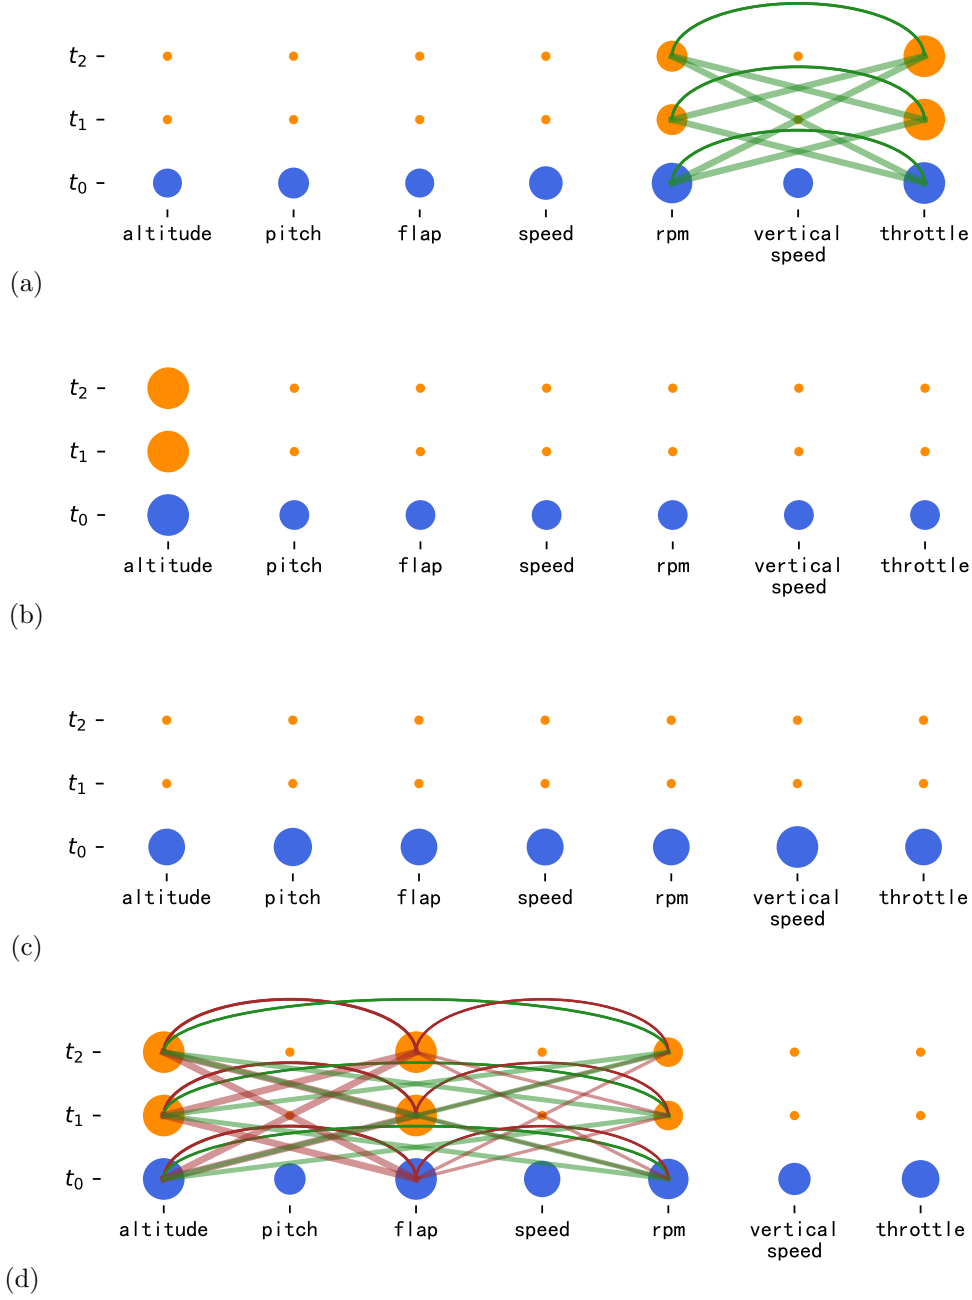 t₂
t₁
t₀
altitude pitch flap speed rpm vertical speed throttle
(a)
t₂
t₁
t₀
altitude pitch flap speed rpm vertical speed throttle
(b)
t₂
t₁
t₀
altitude pitch flap speed rpm vertical speed throttle
(c)
t₂
t₁
t₀
altitude pitch flap speed rpm vertical speed throttle
(d)